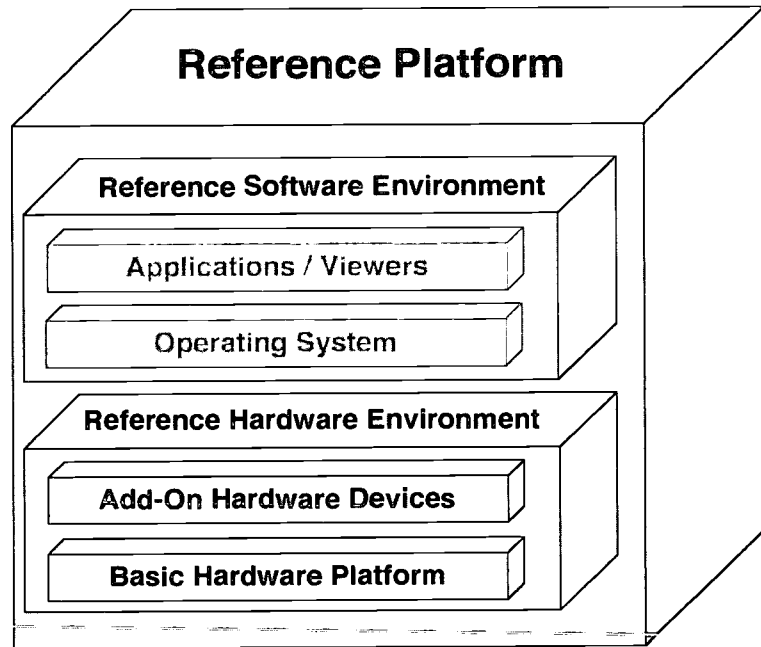 Reference Platform
Reference Software Environment
Applications / Viewers
Operating System
Reference Hardware Environment
Add-On Hardware Devices
Basic Hardware Platform